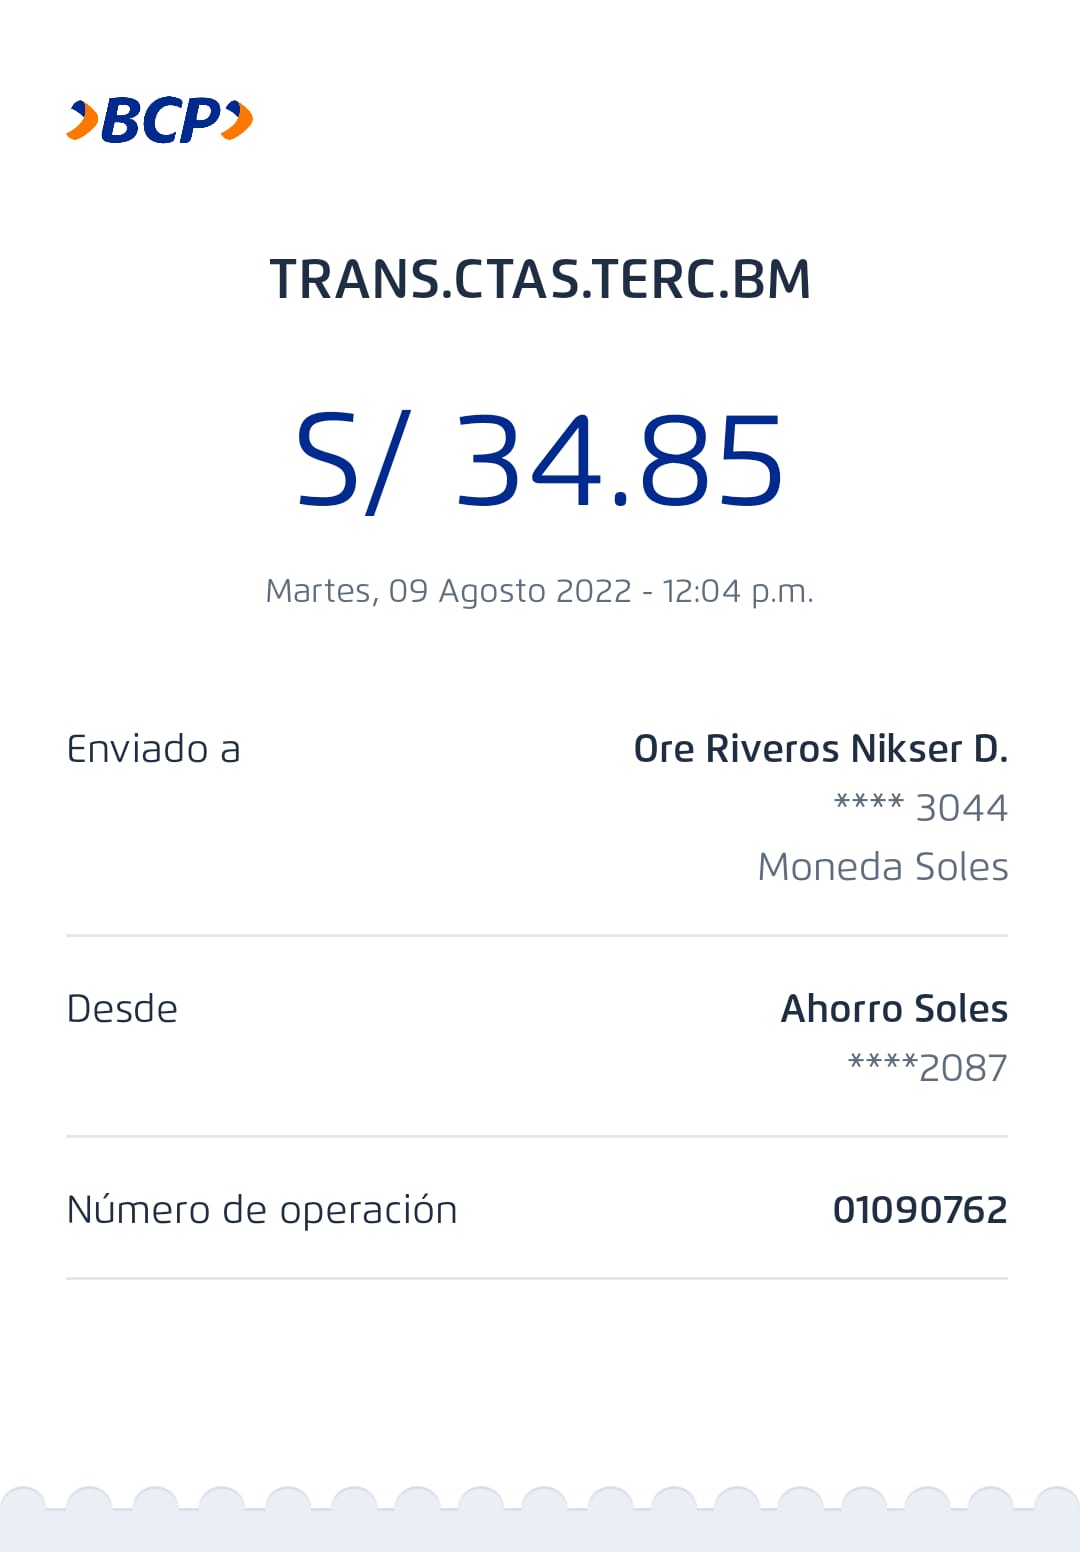 BCP
TRANS.CTAS.TERC.BM
S/ 34.85
Martes, 09 Agosto 2022 - 12:04 p.m.
Enviado a
Ore Riveros Nikser D.
**** 3044
Moneda Soles
Desde
Ahorro Soles
****2087
Número de operación
01090762